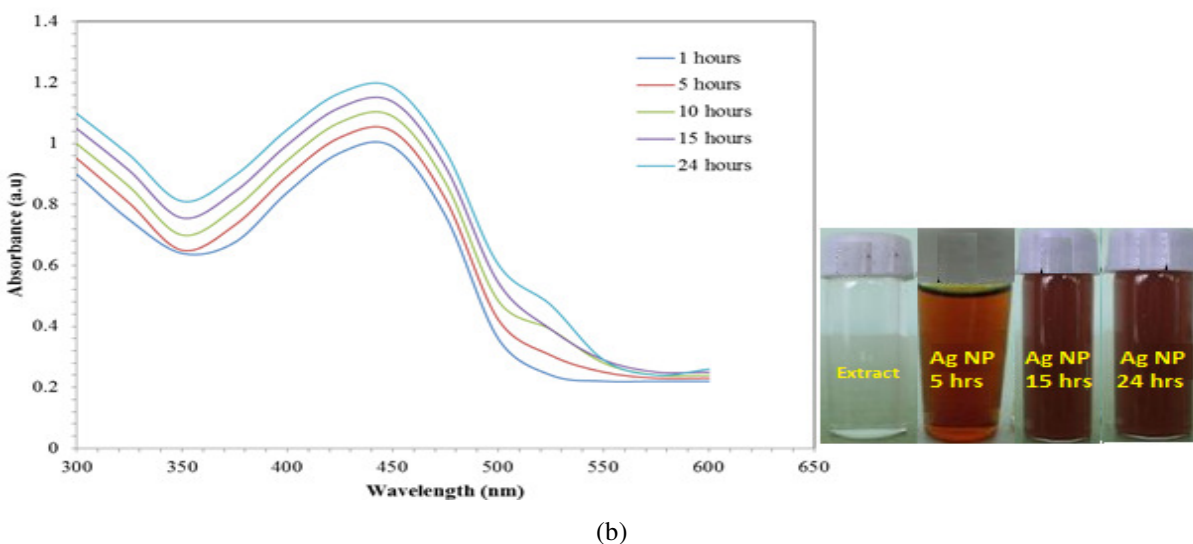 1.4
1.2
1
0.8
0.6
0.4
0.2
0
300 350 400 450 500 550 600 650
Absorbance (a.u)
Wavelength (nm)
1 hours
5 hours
10 hours
15 hours
24 hours
Extract
Ag NP
5 hrs
Ag NP
15 hrs
Ag NP
24 hrs
(b)